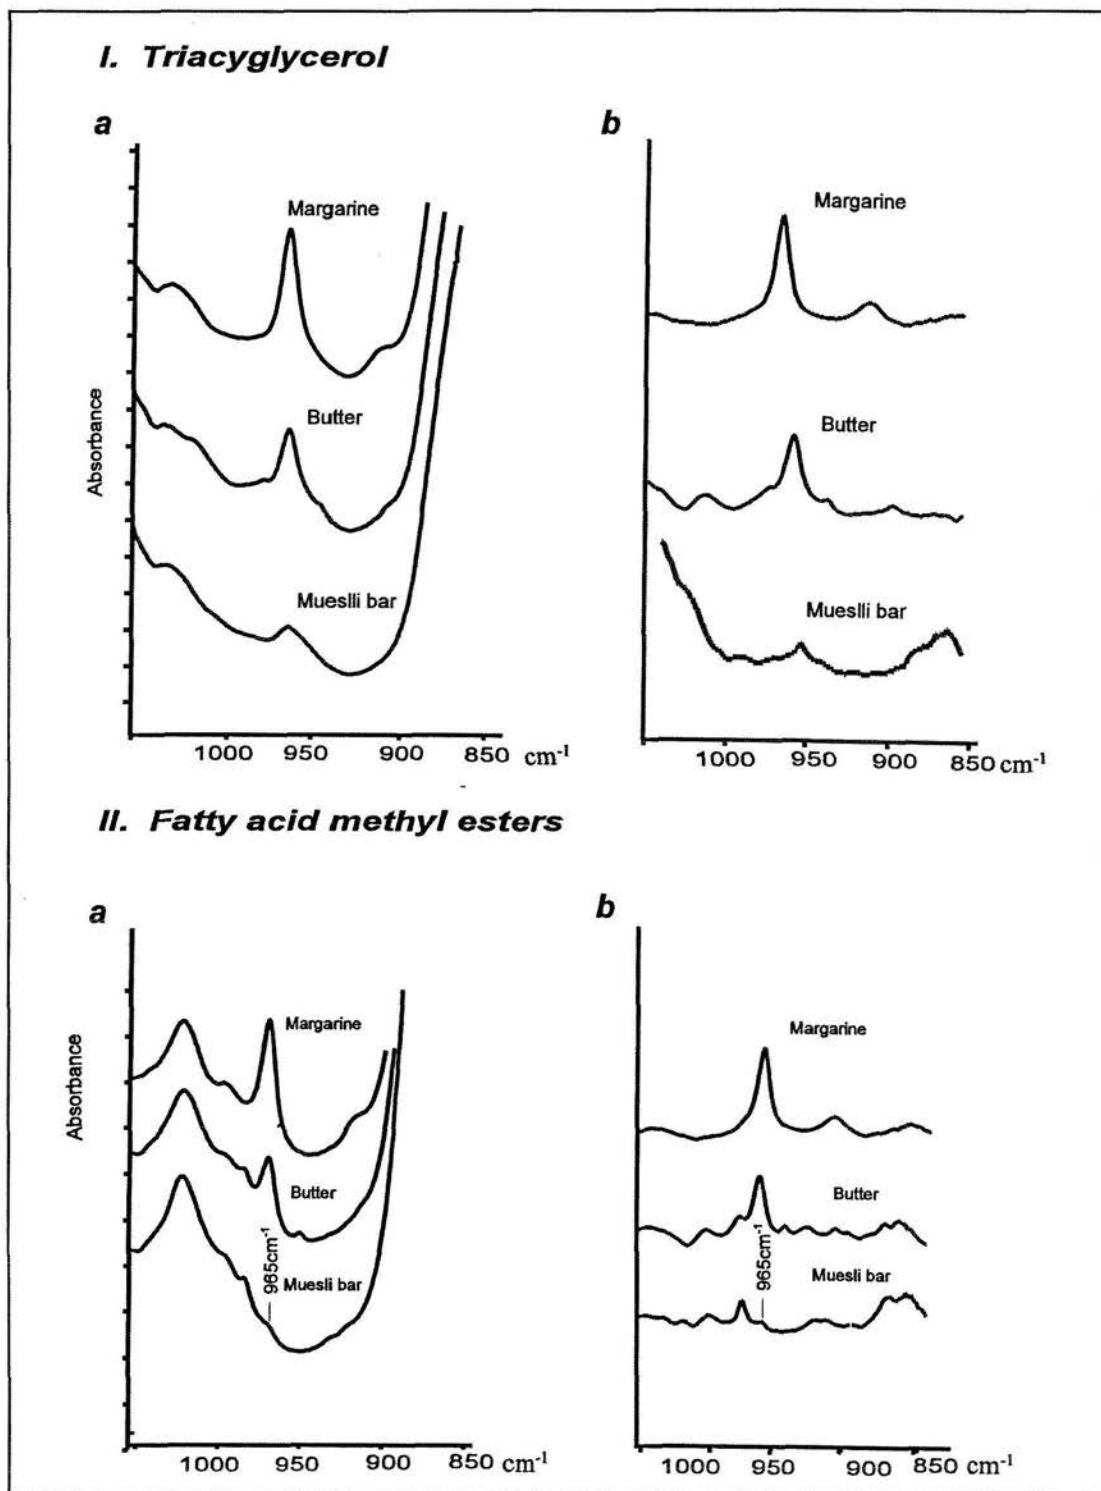 I. Triacyglycerol
a
b
Margarine
Margarine
Butter
Butter
Absorbance
Mueslli bar
Mueslli bar
1000 950 900 850 cm-1
1000 950 900 850 cm-1
II. Fatty acid methyl esters
a
b
Margarine
Margarine
Absorbance
Butter
Butter
965cm-1
Muesli bar
965cm-1
Muesli bar
1000 950 900 850 cm-1
1000 950 900 850 cm-1